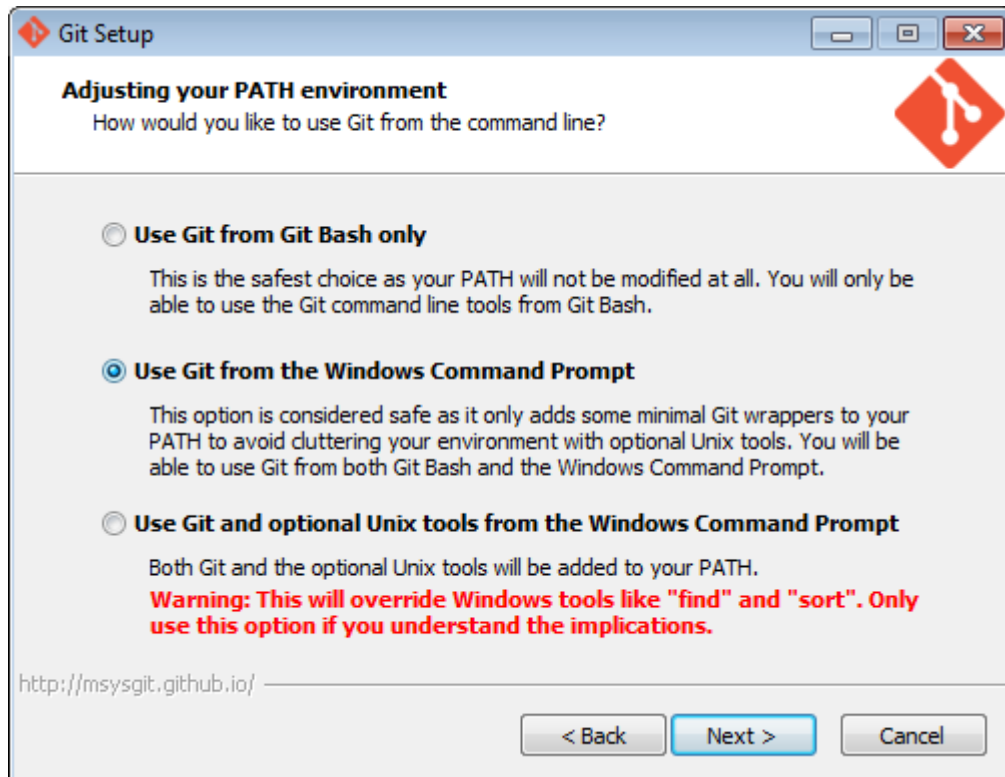 Git Setup
Adjusting your PATH environment
How would you like to use Git from the command line?
Use Git from Git Bash only
This is the safest choice as your PATH will not be modified at all. You will only be
able to use the Git command line tools from Git Bash.
Use Git from the Windows Command Prompt
This option is considered safe as it only adds some minimal Git wrappers to your
PATH to avoid cluttering your environment with optional Unix tools. You will be
able to use Git from both Git Bash and the Windows Command Prompt.
Use Git and optional Unix tools from the Windows Command Prompt
Both Git and the optional Unix tools will be added to your PATH.
Warning: This will override Windows tools like "find" and "sort". Only
use this option if you understand the implications.
http://msysgit.github.io/
< Back
Next >
Cancel